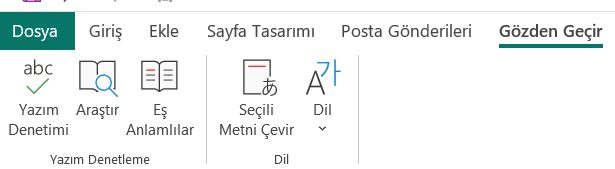 Dosya Giriş Ekle Sayfa Tasarımı Posta Gönderileri Gözden Geçir
abc
Yazım Denetimi
Araştır
Eş Anlamlılar
Seçili Metni Çevir
Dil
Yazım Denetleme
Dil